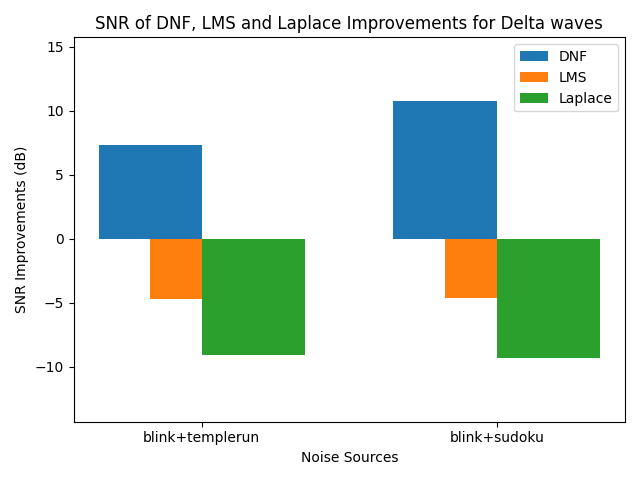 SNR of DNF, LMS and Laplace Improvements for Delta waves
DNF
LMS
Laplace
SNR Improvements (dB)
15
10
5
0
−5
−10
blink+templerun
blink+sudoku
Noise Sources